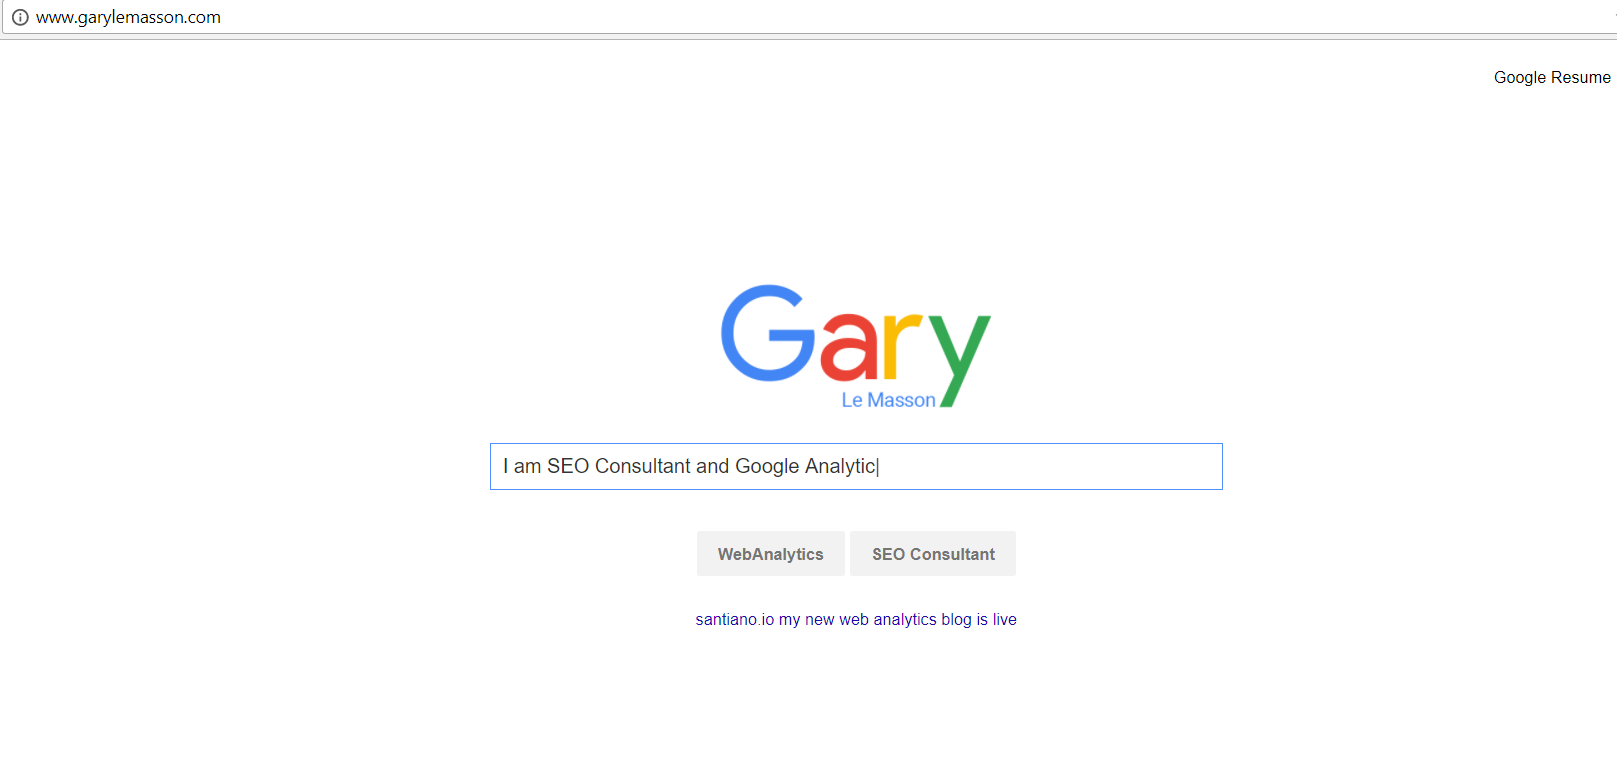 www.garylemasson.com
Google Resume
Gary
Le Masson
I am SEO Consultant and Google Analytic
WebAnalytics
SEO Consultant
santiano.io my new web analytics blog is live